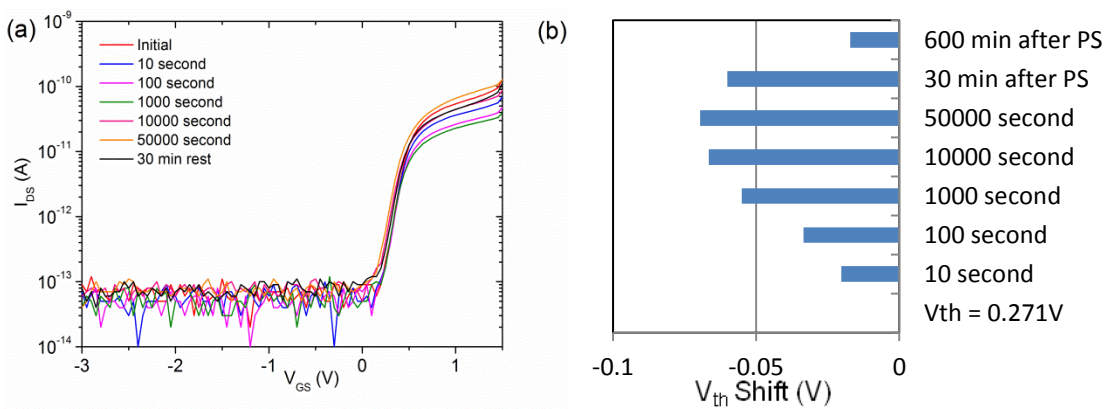 (a)
10⁻⁹
10⁻¹⁰
10⁻¹¹
10⁻¹²
10⁻¹³
10⁻¹⁴
I_DS (A)
Initial
10 second
100 second
1000 second
10000 second
50000 second
30 min rest
-3 -2 -1 0 1
V_GS (V)
(b)
600 min after PS
30 min after PS
50000 second
10000 second
1000 second
100 second
10 second
Vth = 0.271V
-0.1 -0.05 0
V_th Shift (V)